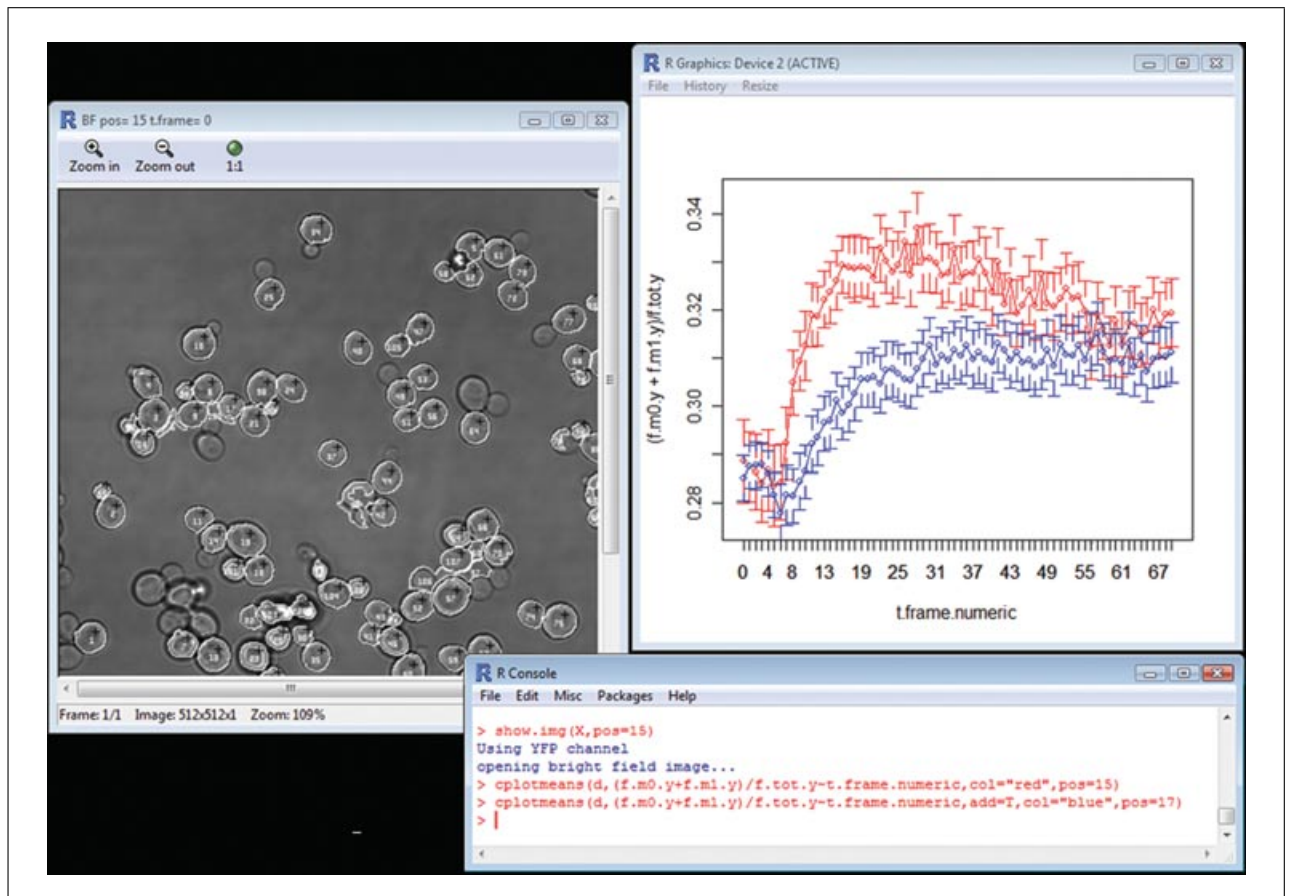 BF pos= 15 t.frame= 0
Zoom in Zoom out 1:1
Frame: 1/1 Image: 512x512x1 Zoom: 109%
R Graphics: Device 2 (ACTIVE)
File History Resize
(f.m0.y + f.m1.y)/f.tot.y
0.34
0.32
0.30
0.28
0 4 8 13 19 25 31 37 43 49 55 61 67
t.frame.numeric
R Console
File Edit Misc Packages Help
> show.img(X,pos=15)
Using YFP channel
opening bright field image...
> cplotmeans(d,(f.m0.y+f.m1.y)/f.tot.y~t.frame.numeric,col="red",pos=15)
> cplotmeans(d,(f.m0.y+f.m1.y)/f.tot.y~t.frame.numeric,add=T,col="blue",pos=17)
>